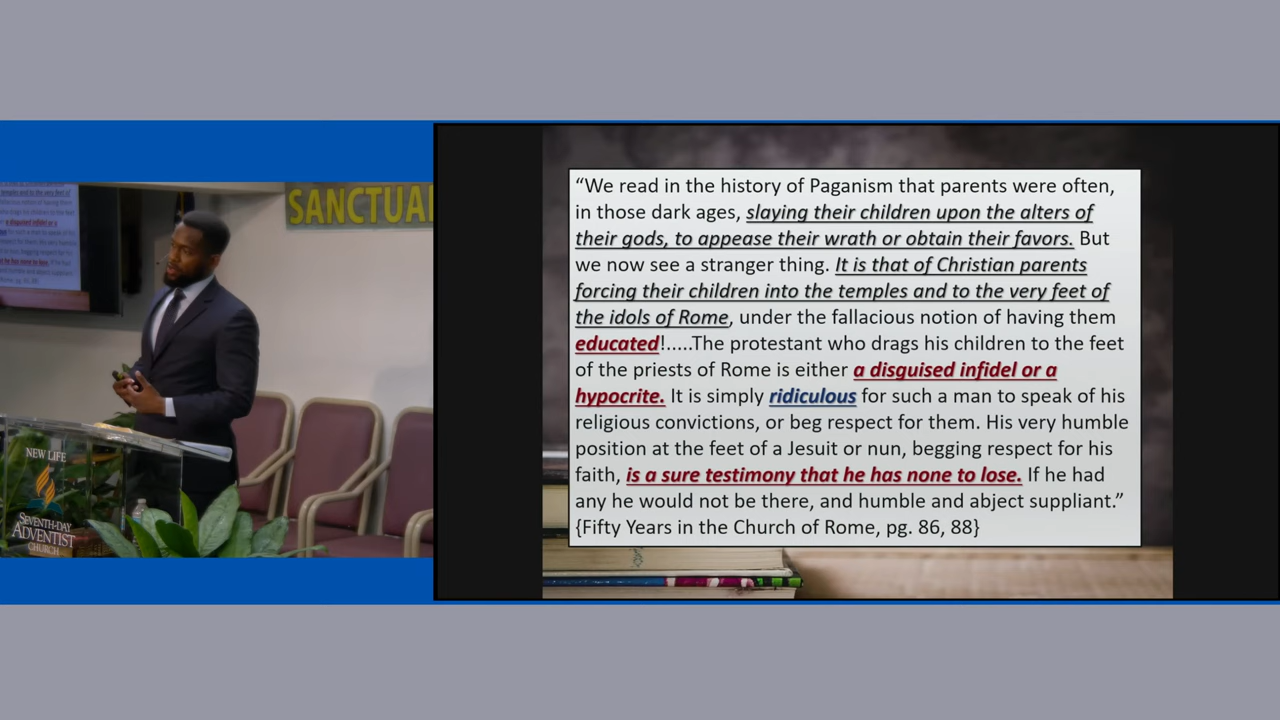 SANCTUA
a disguised infidel or a
NEW LIFE
SEVENTH-DAY
ADVENTIST
CHURCH
“We read in the history of Paganism that parents were often,
in those dark ages, slaying their children upon the alters of
their gods, to appease their wrath or obtain their favors. But
we now see a stranger thing. It is that of Christian parents
forcing their children into the temples and to the very feet of
the idols of Rome, under the fallacious notion of having them
educated!.....The protestant who drags his children to the feet
of the priests of Rome is either a disguised infidel or a
hypocrite. It is simply ridiculous for such a man to speak of his
religious convictions, or beg respect for them. His very humble
position at the feet of a Jesuit or nun, begging respect for his
faith, is a sure testimony that he has none to lose. If he had
any he would not be there, and humble and abject suppliant.”
{Fifty Years in the Church of Rome, pg. 86, 88}